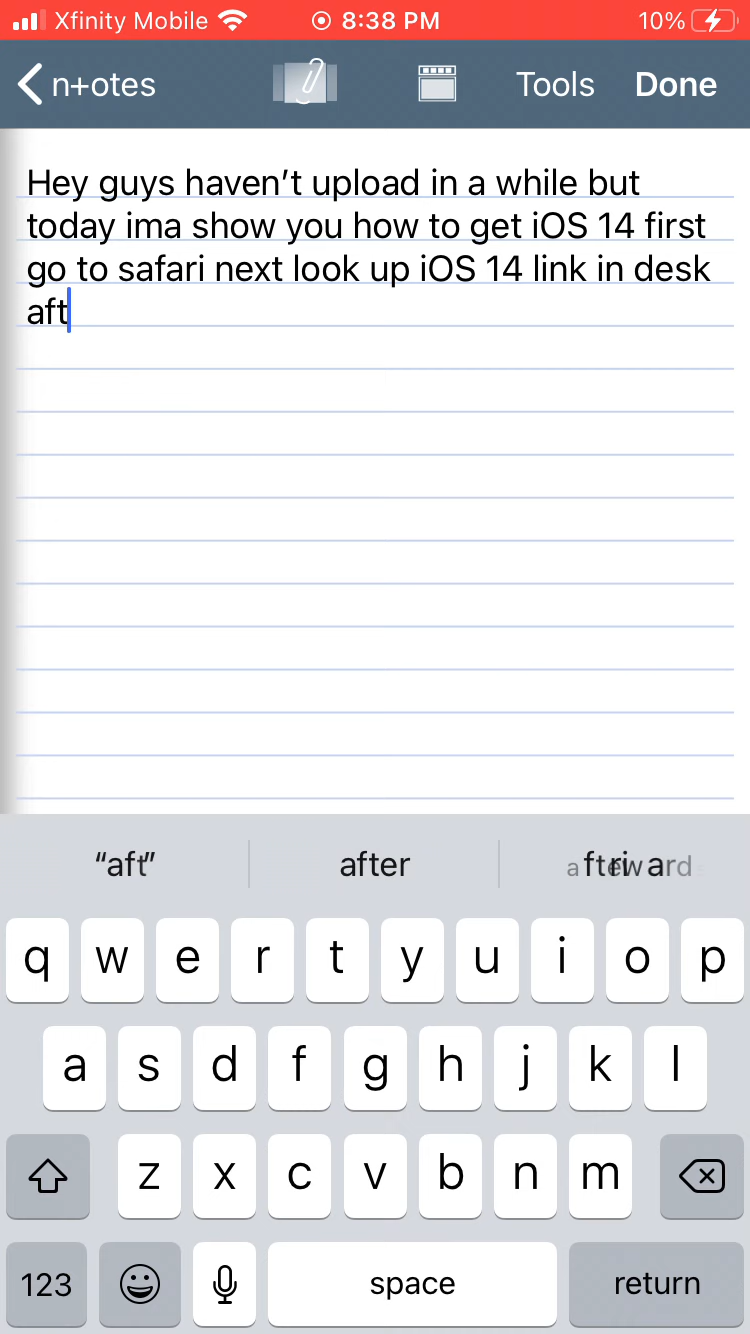 Xfinity Mobile 8:38 PM 10%
n+otes Tools Done
Hey guys haven’t upload in a while but
today ima show you how to get iOS 14 first
go to safari next look up iOS 14 link in desk
aft
“aft” after
q w e r t y u i o p
a s d f g h j k l
z x c v b n m
123 space return